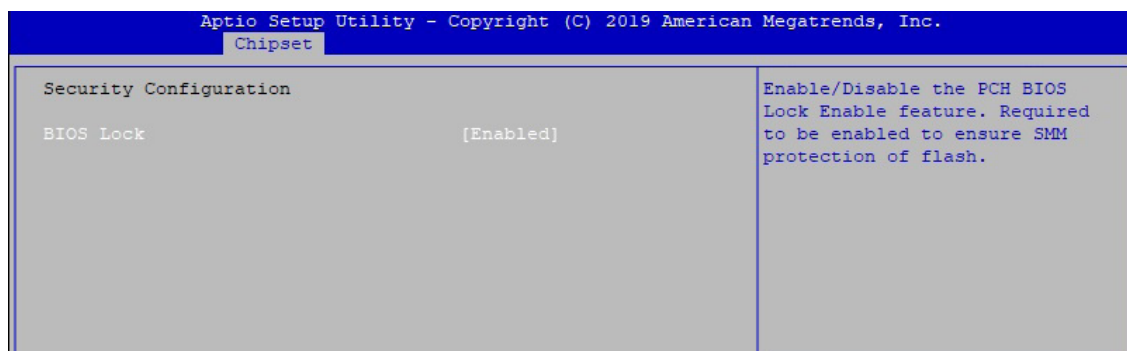 Aptio Setup Utility - Copyright (C) 2019 American Megatrends, Inc.
Chipset
Security Configuration
BIOS Lock [Enabled]
Enable/Disable the PCH BIOS
Lock Enable feature. Required
to be enabled to ensure SMM
protection of flash.